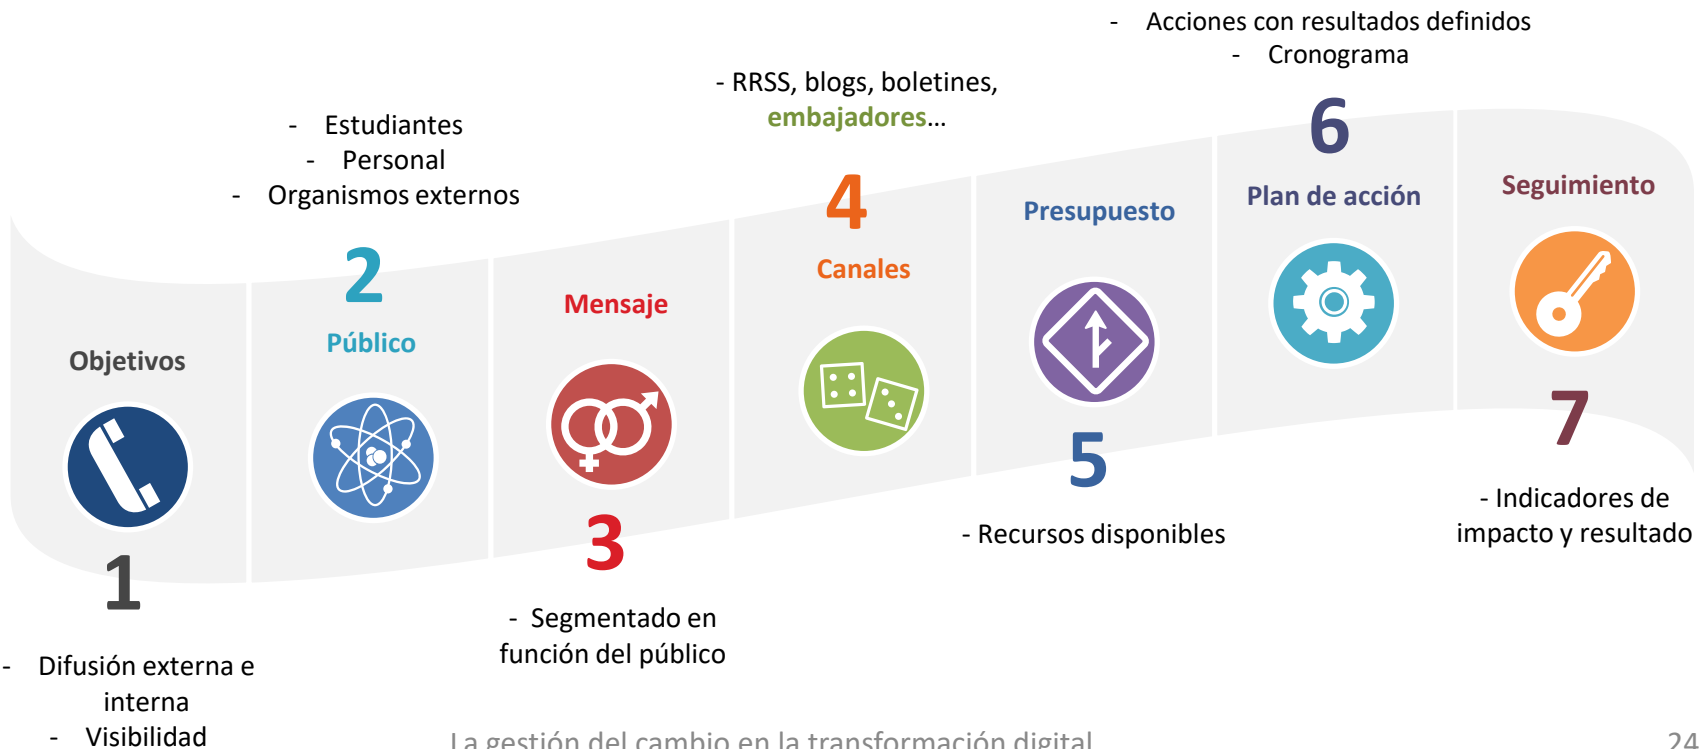 Objetivos
1
- Difusión externa e
interna
- Visibilidad
- Estudiantes
- Personal
- Organismos externos
2
Público
Mensaje
3
- Segmentado en
función del público
- RRSS, blogs, boletines,
embajadores…
4
Canales
Presupuesto
5
- Recursos disponibles
- Acciones con resultados definidos
- Cronograma
6
Plan de acción
Seguimiento
7
- Indicadores de
impacto y resultado
La gestión del cambio en la transformación digital
24